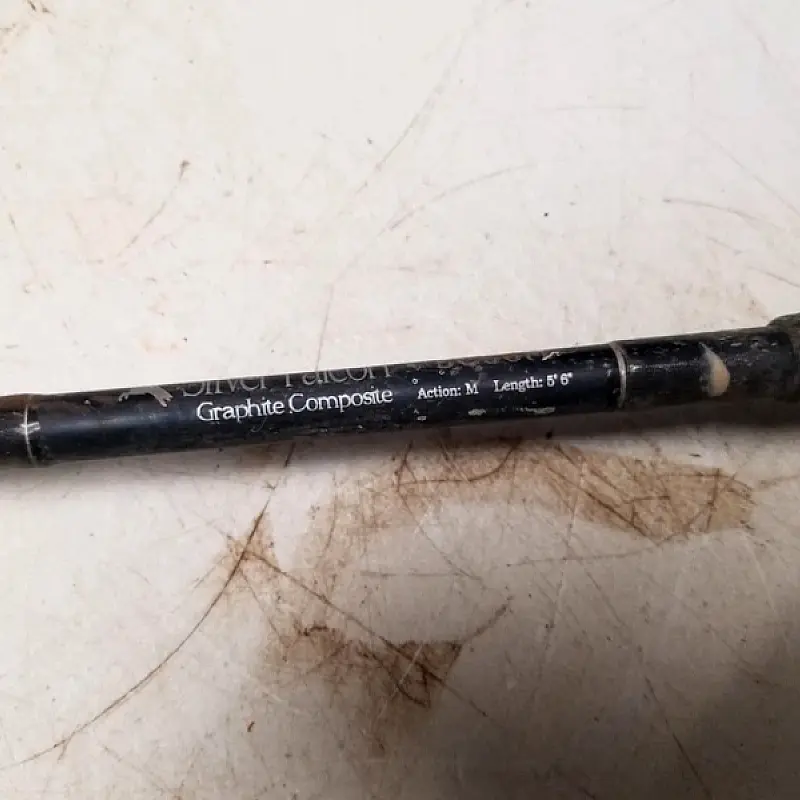 Silver Falcon
Graphite Composite Action: M Length: 5' 6"